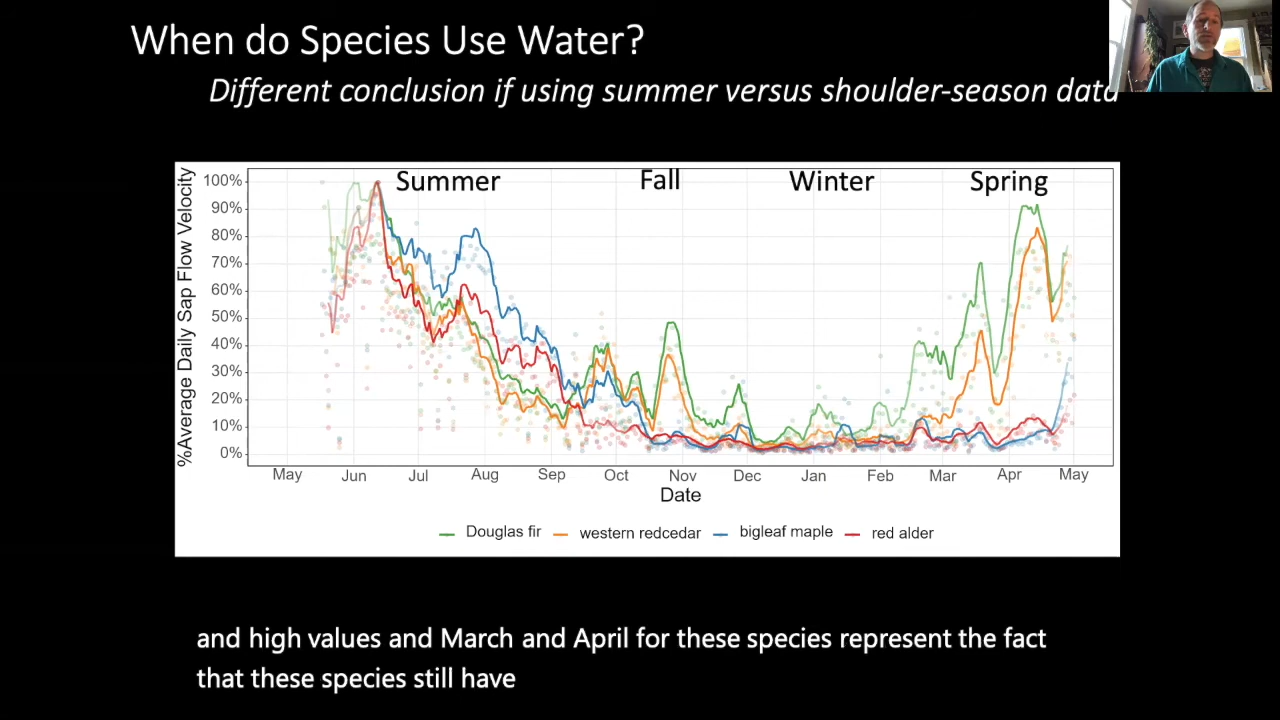 When do Species Use Water?
Different conclusion if using summer versus shoulder-season data
%Average Daily Sap Flow Velocity
100%
90%
80%
70%
60%
50%
40%
30%
20%
10%
0%
Summer Fall Winter Spring
May Jun Jul Aug Sep Oct Nov Dec Jan Feb Mar Apr May
Date
Douglas fir western redcedar bigleaf maple red alder
and high values and March and April for these species represent the fact
that these species still have